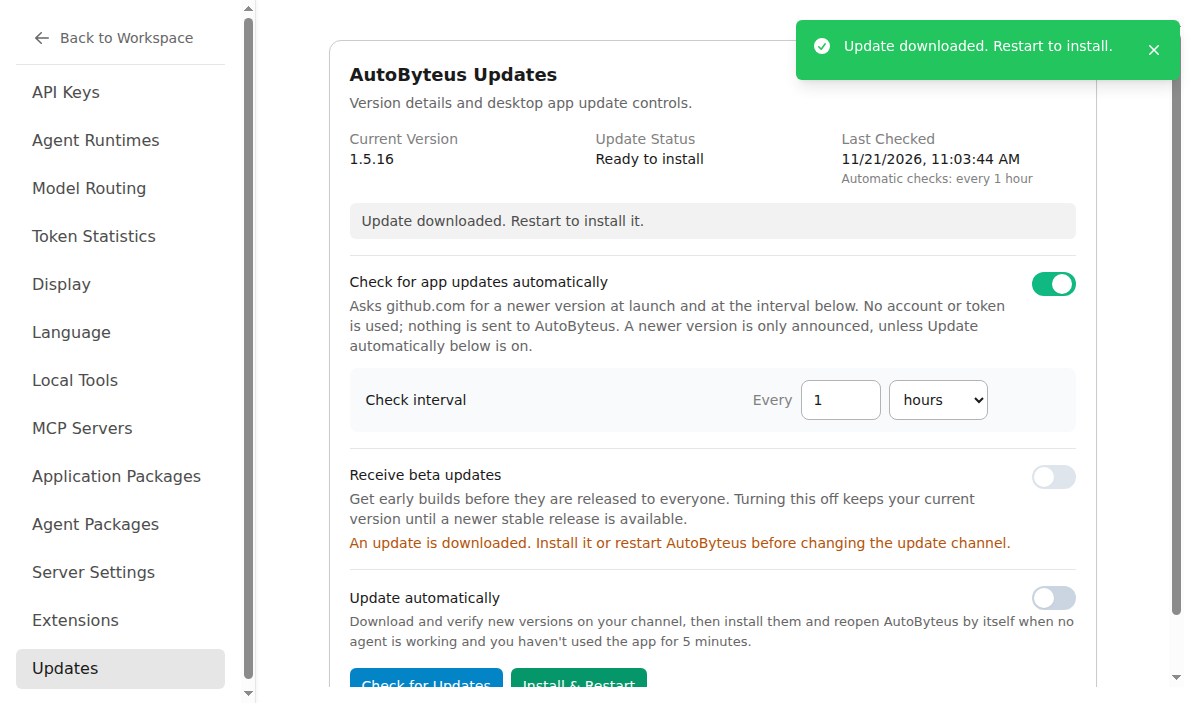 Back to Workspace
API Keys
Agent Runtimes
Model Routing
Token Statistics
Display
Language
Local Tools
MCP Servers
Application Packages
Agent Packages
Server Settings
Extensions
Updates
Update downloaded. Restart to install.
AutoByteus Updates
Version details and desktop app update controls.
Current Version
1.5.16
Update Status
Ready to install
Last Checked
11/21/2026, 11:03:44 AM
Automatic checks: every 1 hour
Update downloaded. Restart to install it.
Check for app updates automatically
Asks github.com for a newer version at launch and at the interval below. No account or token
is used; nothing is sent to AutoByteus. A newer version is only announced, unless Update
automatically below is on.
Check interval
Every 1 hours
Receive beta updates
Get early builds before they are released to everyone. Turning this off keeps your current
version until a newer stable release is available.
An update is downloaded. Install it or restart AutoByteus before changing the update channel.
Update automatically
Download and verify new versions on your channel, then install them and reopen AutoByteus by itself when no
agent is working and you haven't used the app for 5 minutes.
Check for Updates
Install & Restart